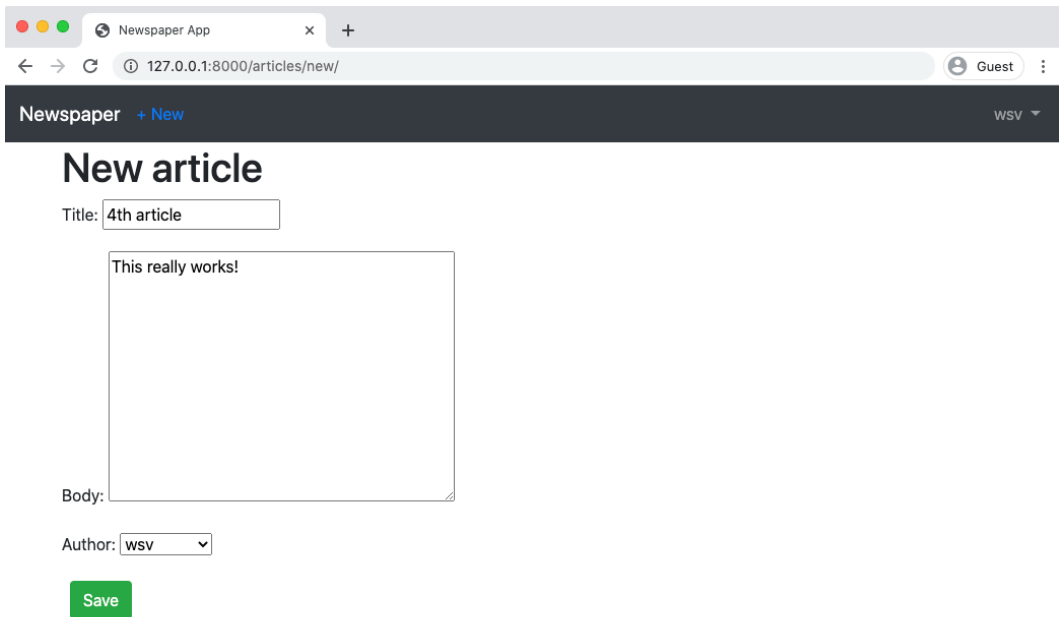 Newspaper App
127.0.0.1:8000/articles/new/
Guest
Newspaper + New
wsv
New article
Title: 4th article
This really works!
Body:
Author: wsv
Save